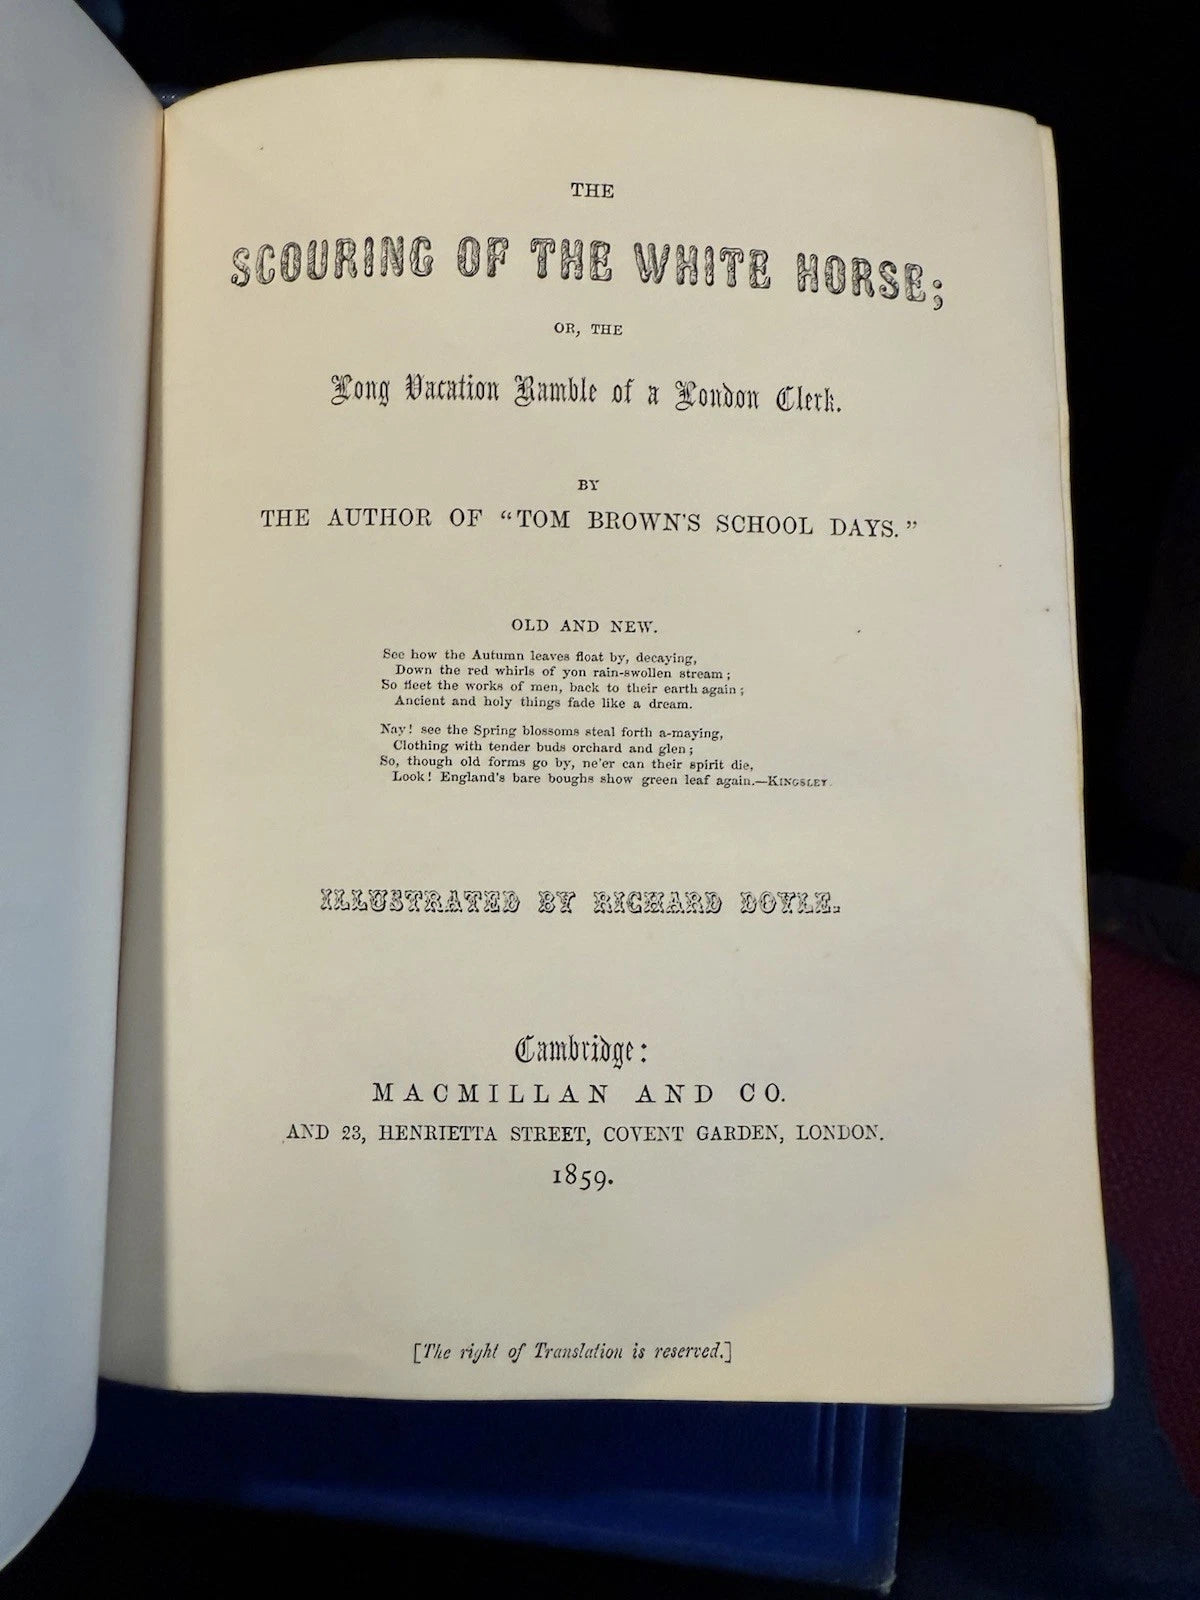 THE
SCOURING OF THE WHITE HORSE;
OR, THE
Long Vacation Ramble of a London Clerk.
BY
THE AUTHOR OF “TOM BROWN'S SCHOOL DAYS.”
OLD AND NEW.
See how the Autumn leaves float by, decaying,
Down the red whirls of yon rain-swollen stream;
So fleet the works of men, back to their earth again;
Ancient and holy things fade like a dream.
Nay! see the Spring blossoms steal forth a-maying,
Clothing with tender buds orchard and glen;
So, though old forms go by, ne'er can their spirit die,
Look! England's bare boughs show green leaf again.—KINGSLEY.
ILLUSTRATED BY RICHARD DOYLE.
Cambridge:
MACMILLAN AND CO.
AND 23, HENRIETTA STREET, COVENT GARDEN, LONDON.
1859.
[The right of Translation is reserved.]